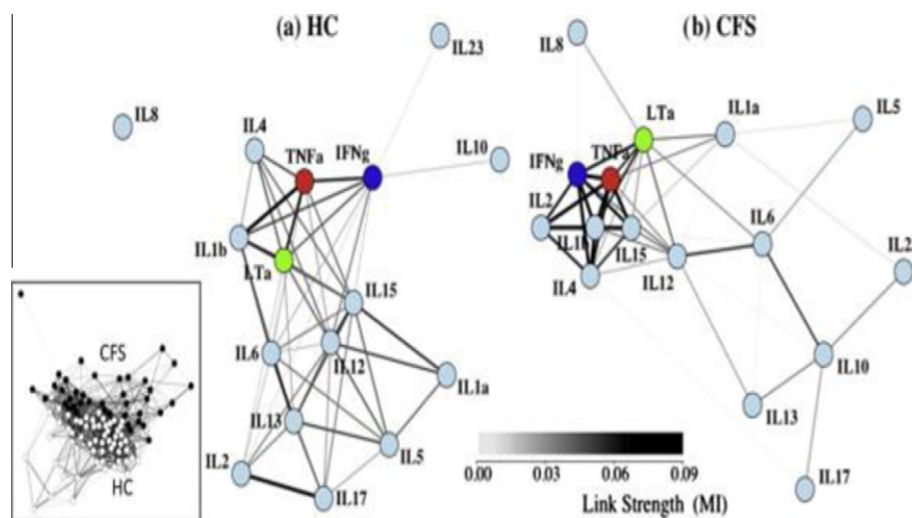 (a) HC
IL23
IL8
IL4
TNFa
IFNg
IL10
IL1b
LTa
IL15
IL6
IL12
IL1a
IL13
IL2
IL5
IL17
CFS
HC
(b) CFS
IL8
LTa
IL1a
IL5
IFNg
TNFa
IL2
IL1b
IL15
IL6
IL4
IL12
IL2
IL10
IL13
IL17
0.00 0.03 0.06 0.09
Link Strength (MI)